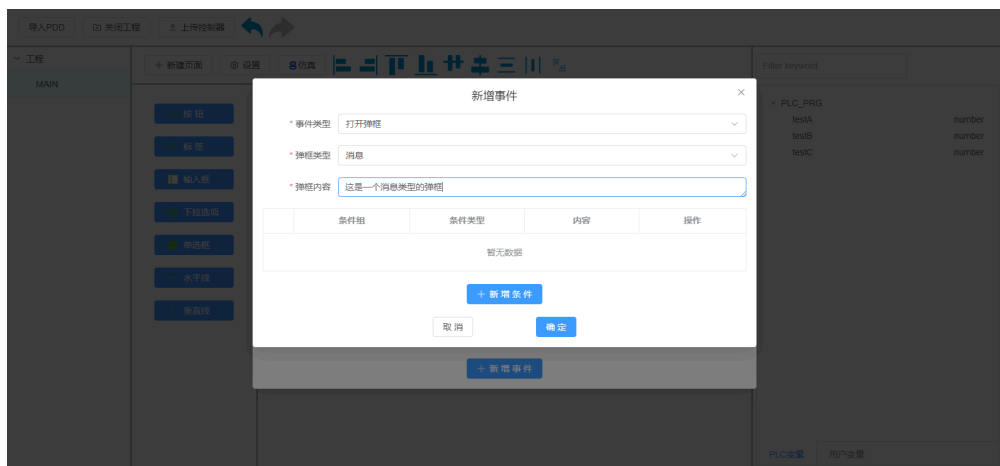 导入PDD 关闭工程 上传控制器
工程
MAIN
+ 新建页面 设置 仿真
Filter keyword
按 钮
标 签
输入框
下拉选项
单选框
水平线
垂直线
PLC_PRG
testA number
testB number
testC number
新增事件
* 事件类型 打开弹框
* 弹框类型 消息
* 弹框内容 这是一个消息类型的弹框
条件组 条件类型 内容 操作
暂无数据
+ 新增条件
取 消 确 定
+ 新增事件
PLC变量 用户变量